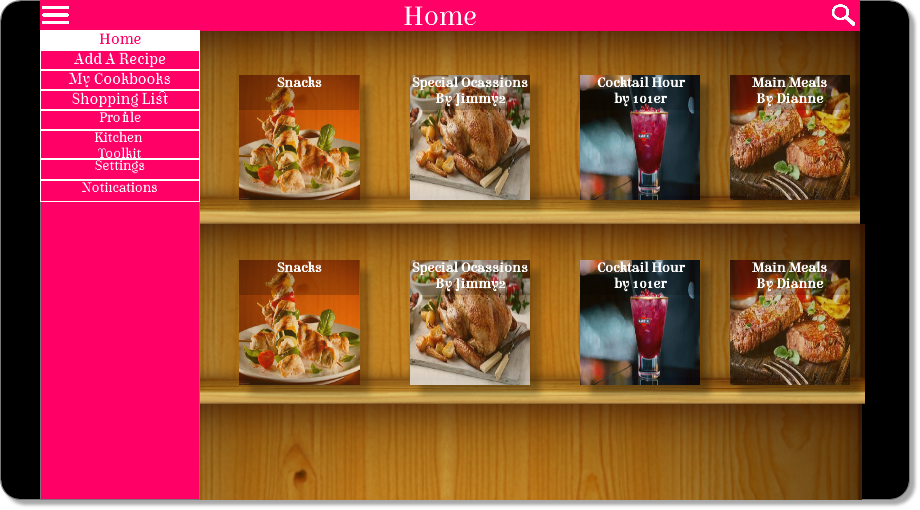 Home
Home
Add A Recipe
My Cookbooks
Shopping List
Profile
Kitchen
Toolkit
Settings
Notifications
Snacks
Special Ocassions
By Jimmy2
Cocktail Hour
by 101er
Main Meals
By Dianne
Snacks
Special Ocassions
By Jimmy2
Cocktail Hour
by 101er
Main Meals
By Dianne